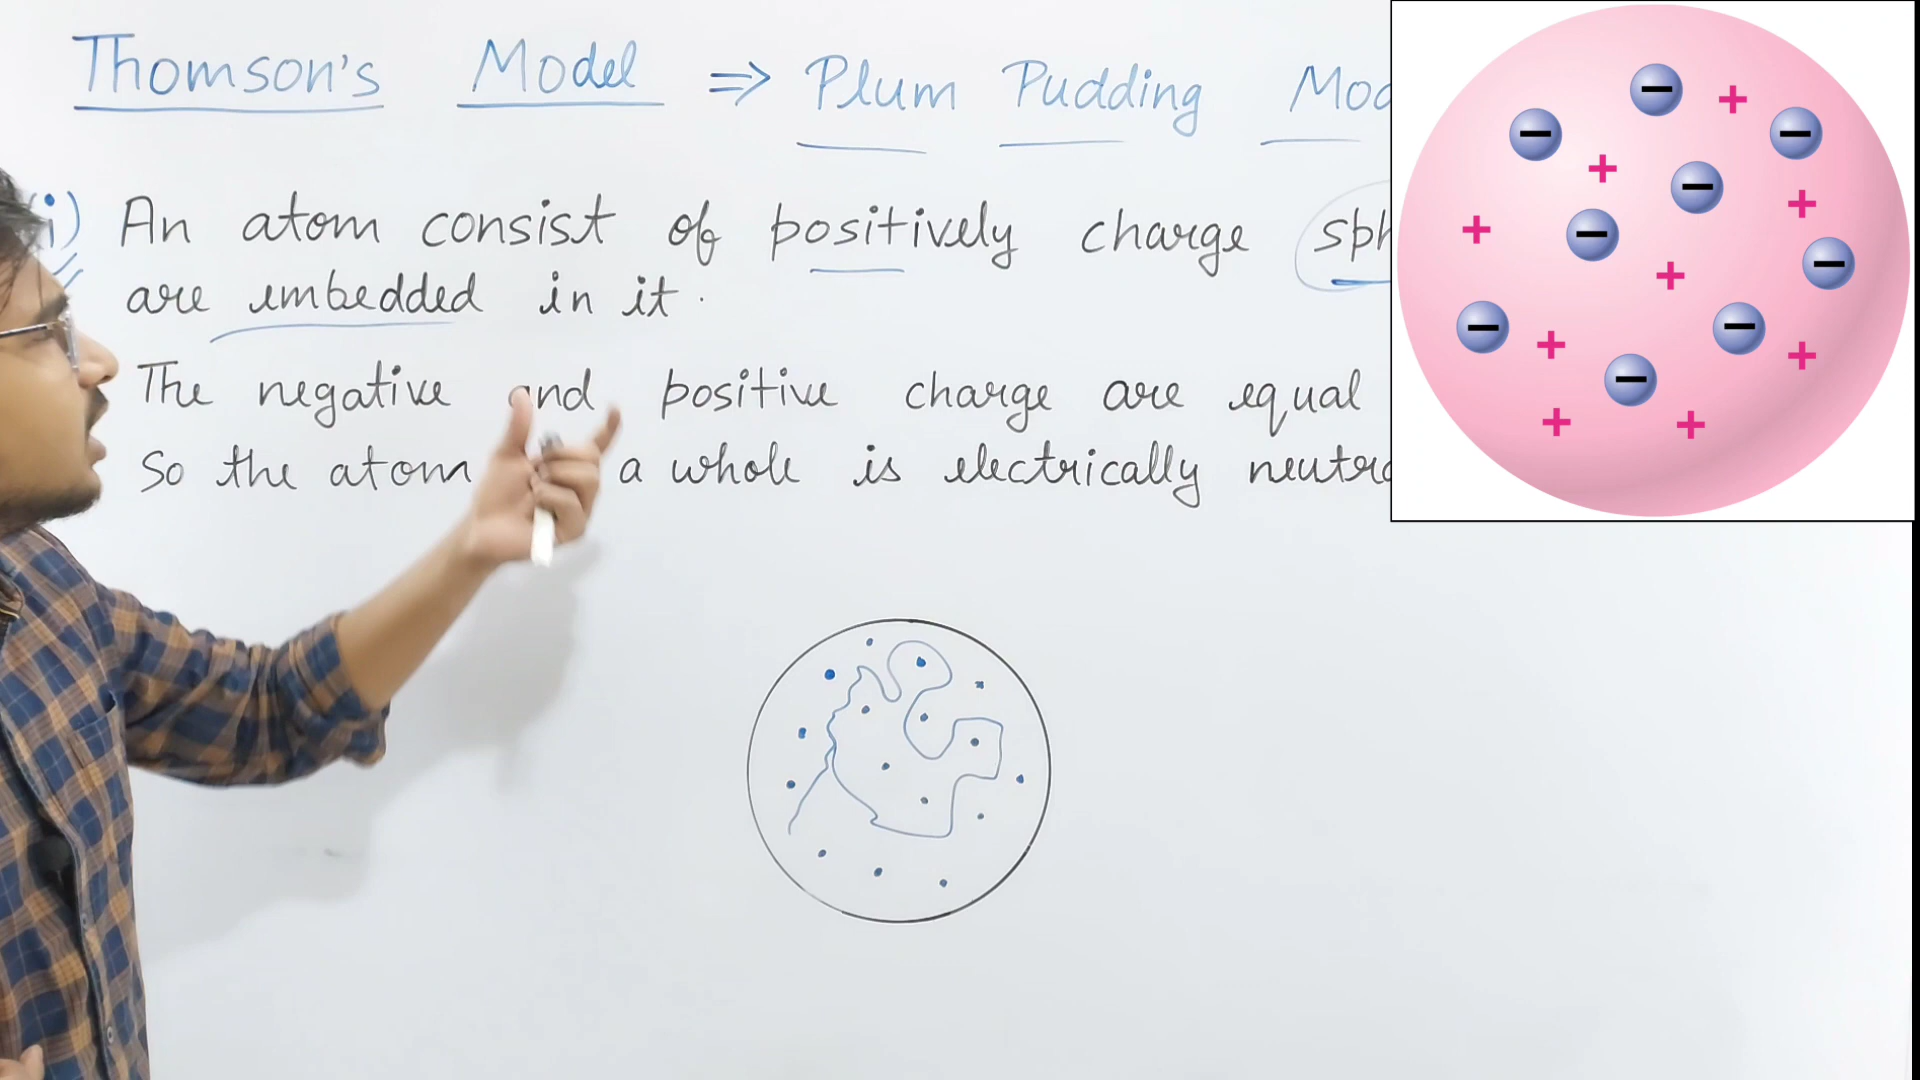 Thomson's Model ⇒ Plum Pudding Mod
(i) An atom consist of positively charge sph
are embedded in it.
The negative and positive charge are equal
So the atom a whole is electrically neutra